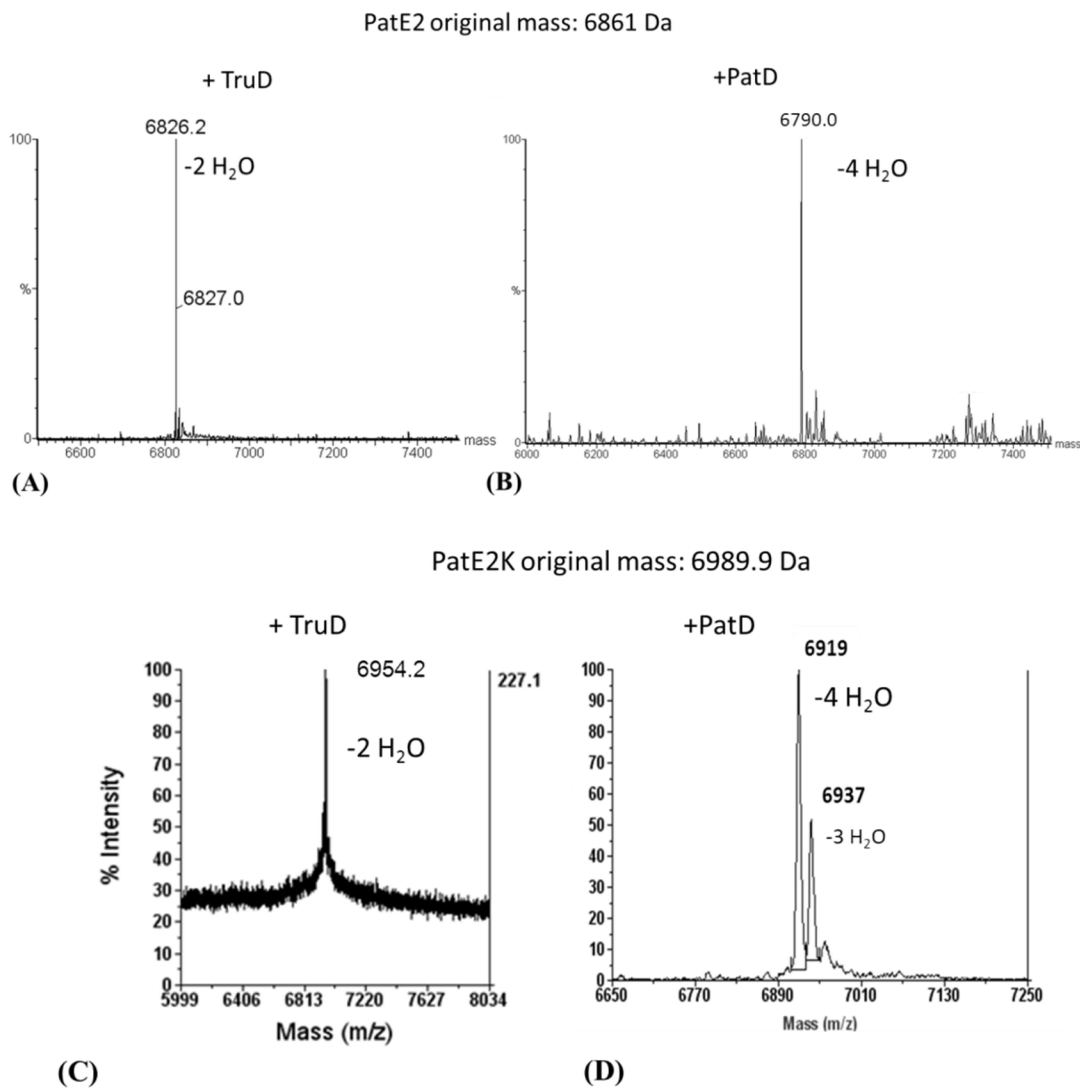 PatE2 original mass: 6861 Da
+ TruD
+PatD
6826.2
6790.0
100
100
-2 H₂O
-4 H₂O
6827.0
%
%
0
0
mass
mass
6600 6800 7000 7200 7400
6000 6200 6400 6600 6800 7000 7200 7400
(A)
(B)
PatE2K original mass: 6989.9 Da
+ TruD
+PatD
6954.2
6919
227.1
-2 H₂O
-4 H₂O
6937
-3 H₂O
% Intensity
100
90
80
70
60
50
40
30
20
10
0
100
90
80
70
60
50
40
30
20
10
0
5999 6406 6813 7220 7627 8034
6650 6770 6890 7010 7130 7250
Mass (m/z)
Mass (m/z)
(C)
(D)